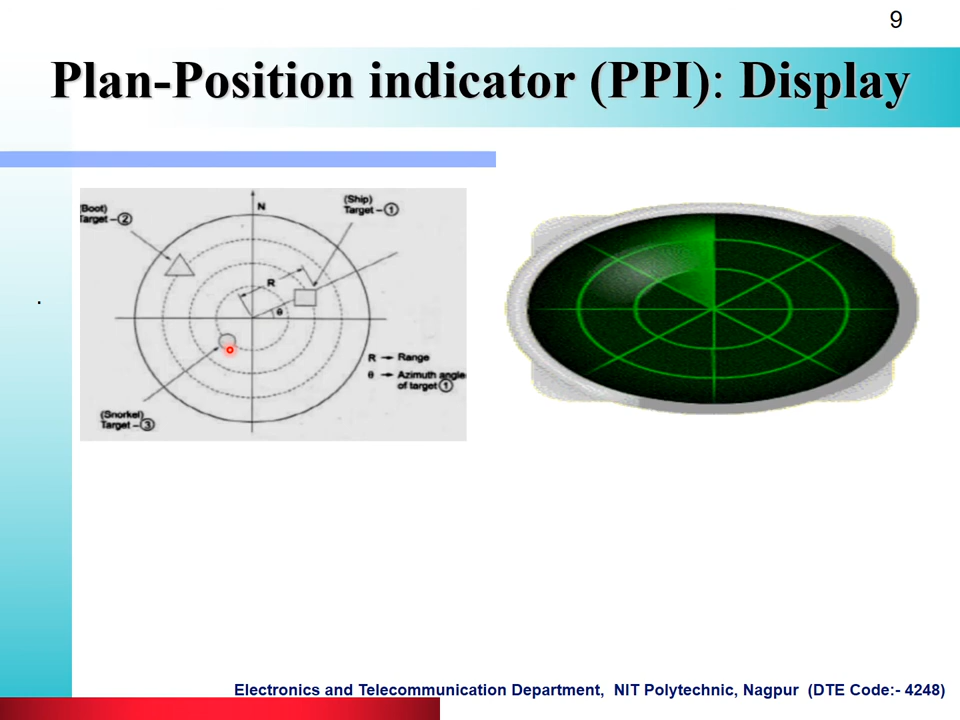 9
Plan-Position indicator (PPI): Display
(Ship)
Target-①
N
Boot)
Target-②
R
θ
.
R → Range
θ → Azimuth angle
of target ①
(Snorkel)
Target-③
Electronics and Telecommunication Department, NIT Polytechnic, Nagpur (DTE Code:- 4248)